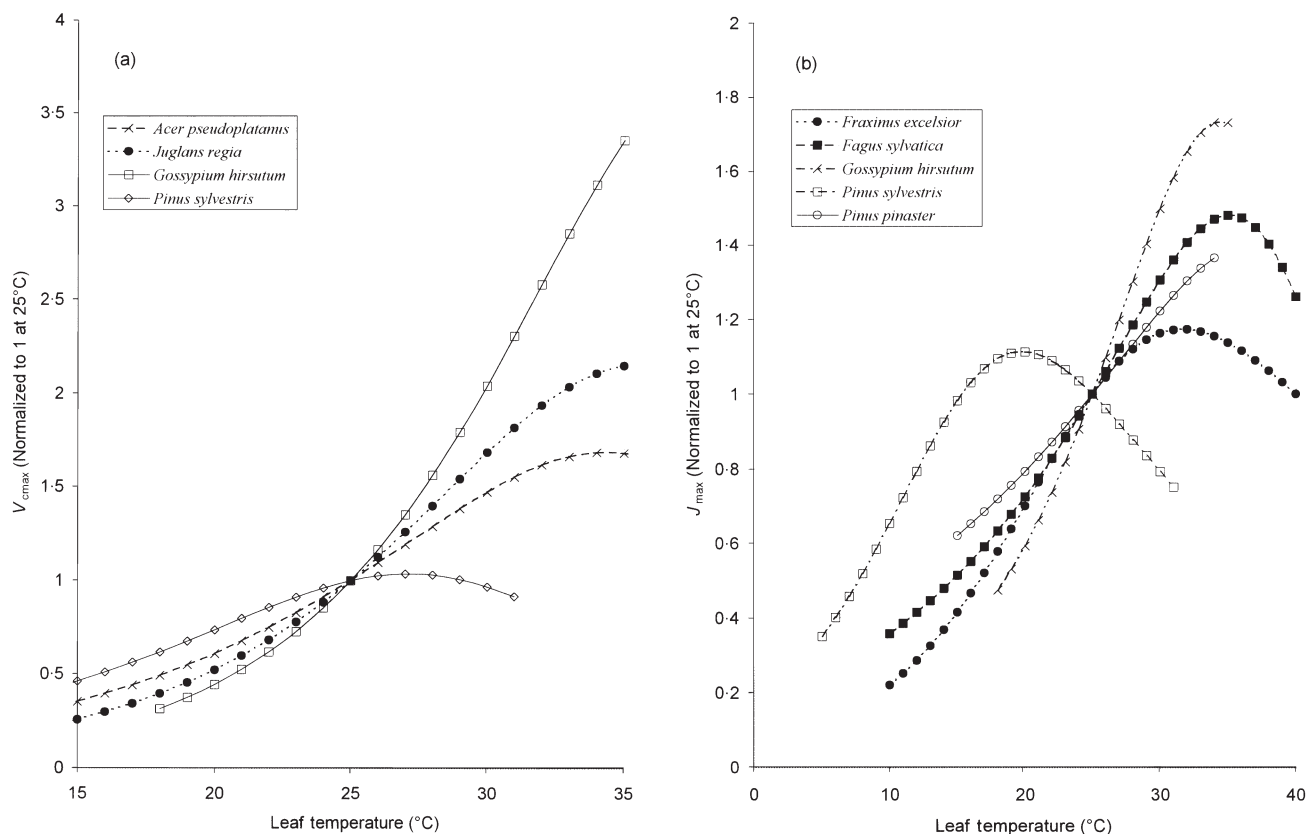 (a)
Acer pseudoplatanus
Juglans regia
Gossypium hirsutum
Pinus sylvestris
V cmax (Normalized to 1 at 25°C)
4
3·5
3
2·5
2
1·5
1
0·5
0
15
20
25
30
35
Leaf temperature (°C)
(b)
Fraxinus excelsior
Fagus sylvatica
Gossypium hirsutum
Pinus sylvestris
Pinus pinaster
J max (Normalized to 1 at 25°C)
2
1·8
1·6
1·4
1·2
1
0·8
0·6
0·4
0·2
0
0
10
20
30
40
Leaf temperature (°C)